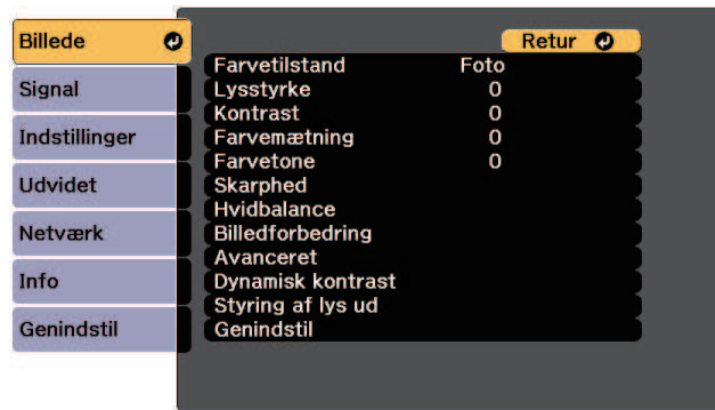 Billede
Signal
Indstillinger
Udvidet
Netværk
Info
Genindstil
Retur
Farvetilstand Foto
Lysstyrke 0
Kontrast 0
Farvemætning 0
Farvetone 0
Skarphed
Hvidbalance
Billedforbedring
Avanceret
Dynamisk kontrast
Styring af lys ud
Genindstil